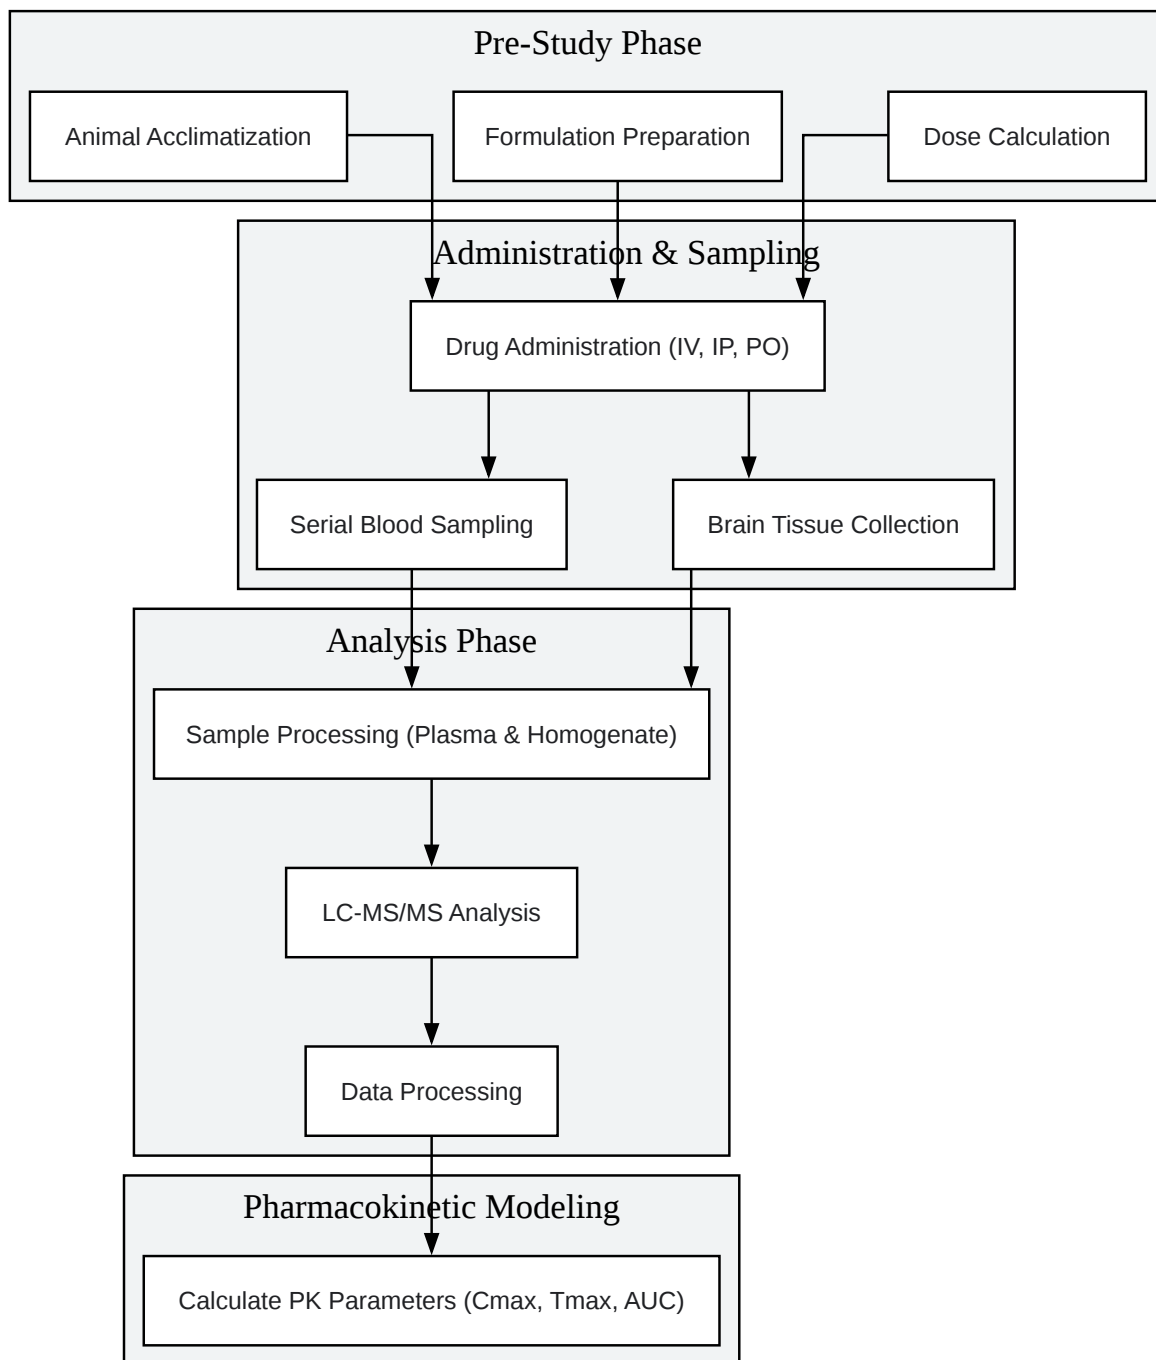 Pre-Study Phase
Animal Acclimatization
Formulation Preparation
Dose Calculation
Administration & Sampling
Drug Administration (IV, IP, PO)
Serial Blood Sampling
Brain Tissue Collection
Analysis Phase
Sample Processing (Plasma & Homogenate)
LC-MS/MS Analysis
Data Processing
Pharmacokinetic Modeling
Calculate PK Parameters (Cmax, Tmax, AUC)